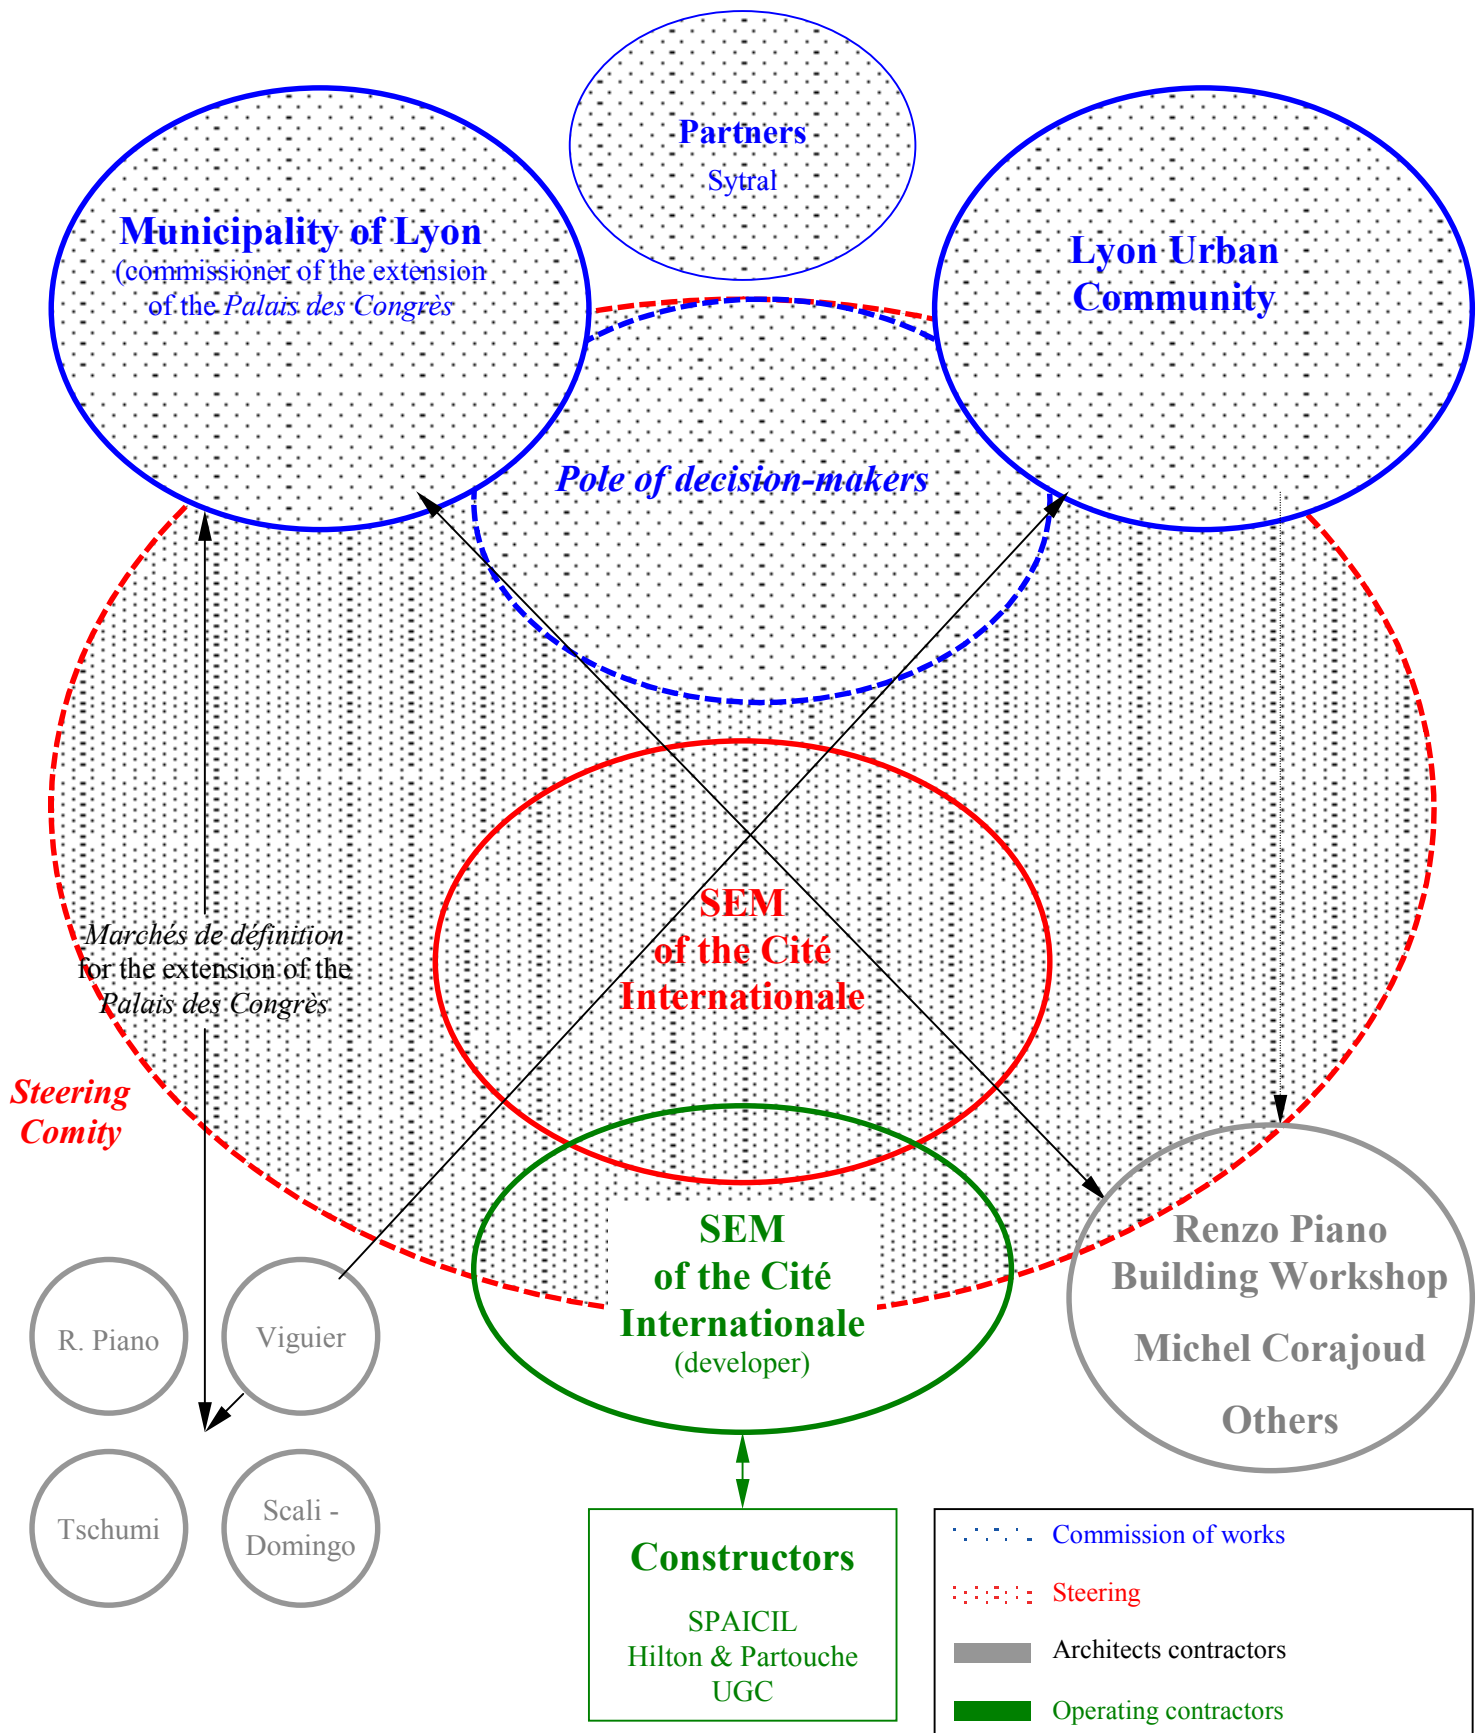 Partners
Sytral
Municipality of Lyon
(commissioner of the extension
of the Palais des Congrès
Lyon Urban
Community
Pole of decision-makers
SEM
of the Cité
Internationale
Marchés de définition
for the extension of the
Palais des Congrès
Steering
Comity
SEM
of the Cité
Internationale
(developer)
Renzo Piano
Building Workshop
Michel Corajoud
Others
R. Piano
Viguier
Tschumi
Scali -
Domingo
Constructors
SPAICIL
Hilton & Partouche
UGC
Commission of works
Steering
Architects contractors
Operating contractors